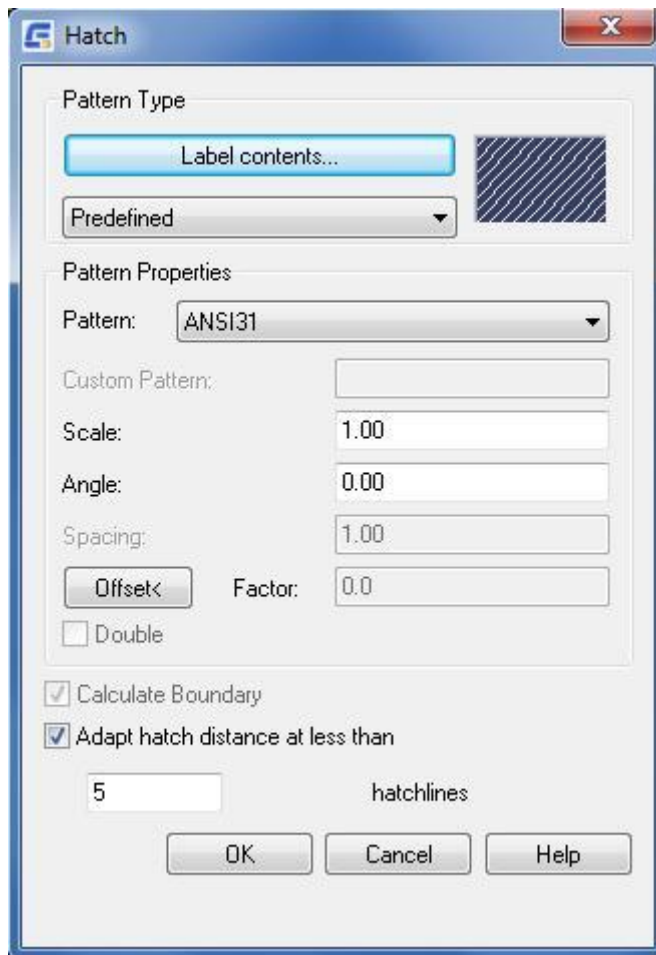 Hatch
Pattern Type
Label contents...
Predefined
Pattern Properties
Pattern: ANSI31
Custom Pattern:
Scale: 1.00
Angle: 0.00
Spacing: 1.00
Offset< Factor: 0.0
Double
Calculate Boundary
Adapt hatch distance at less than
5 hatchlines
OK Cancel Help